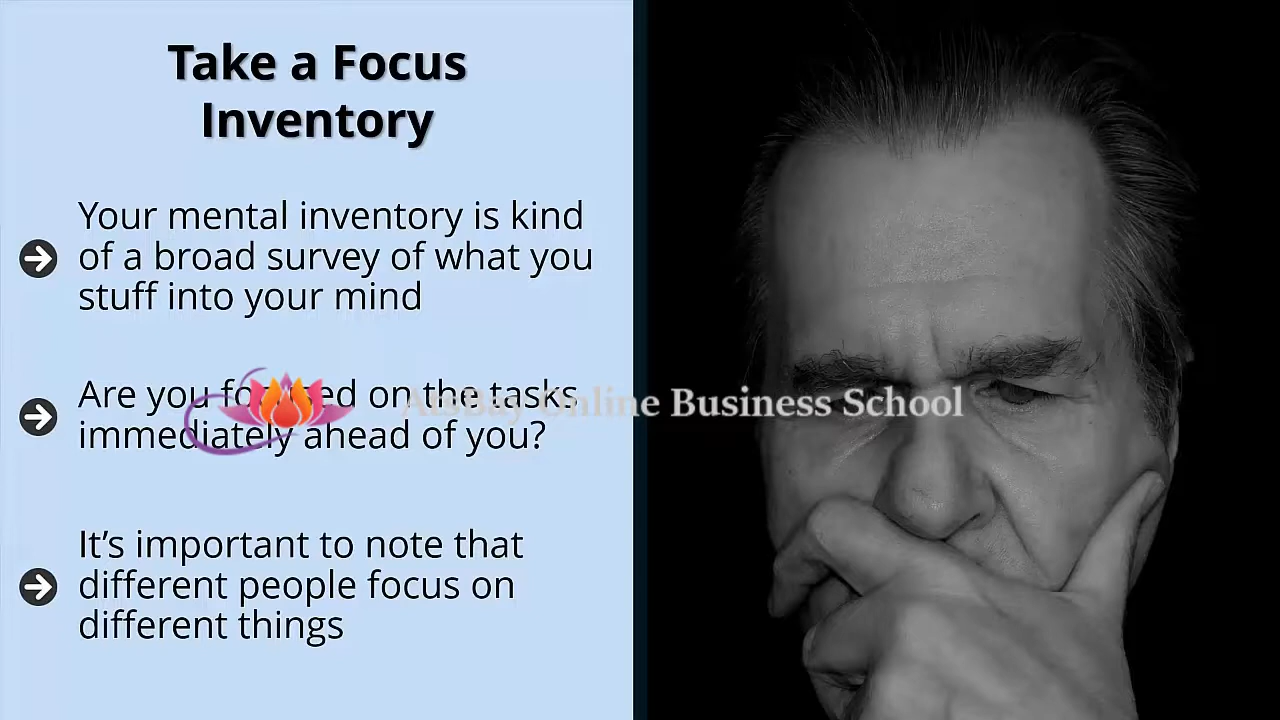 Take a Focus
Inventory
Your mental inventory is kind
of a broad survey of what you
stuff into your mind
Are you focused on the tasks
immediately ahead of you?
Online Business School
It’s important to note that
different people focus on
different things